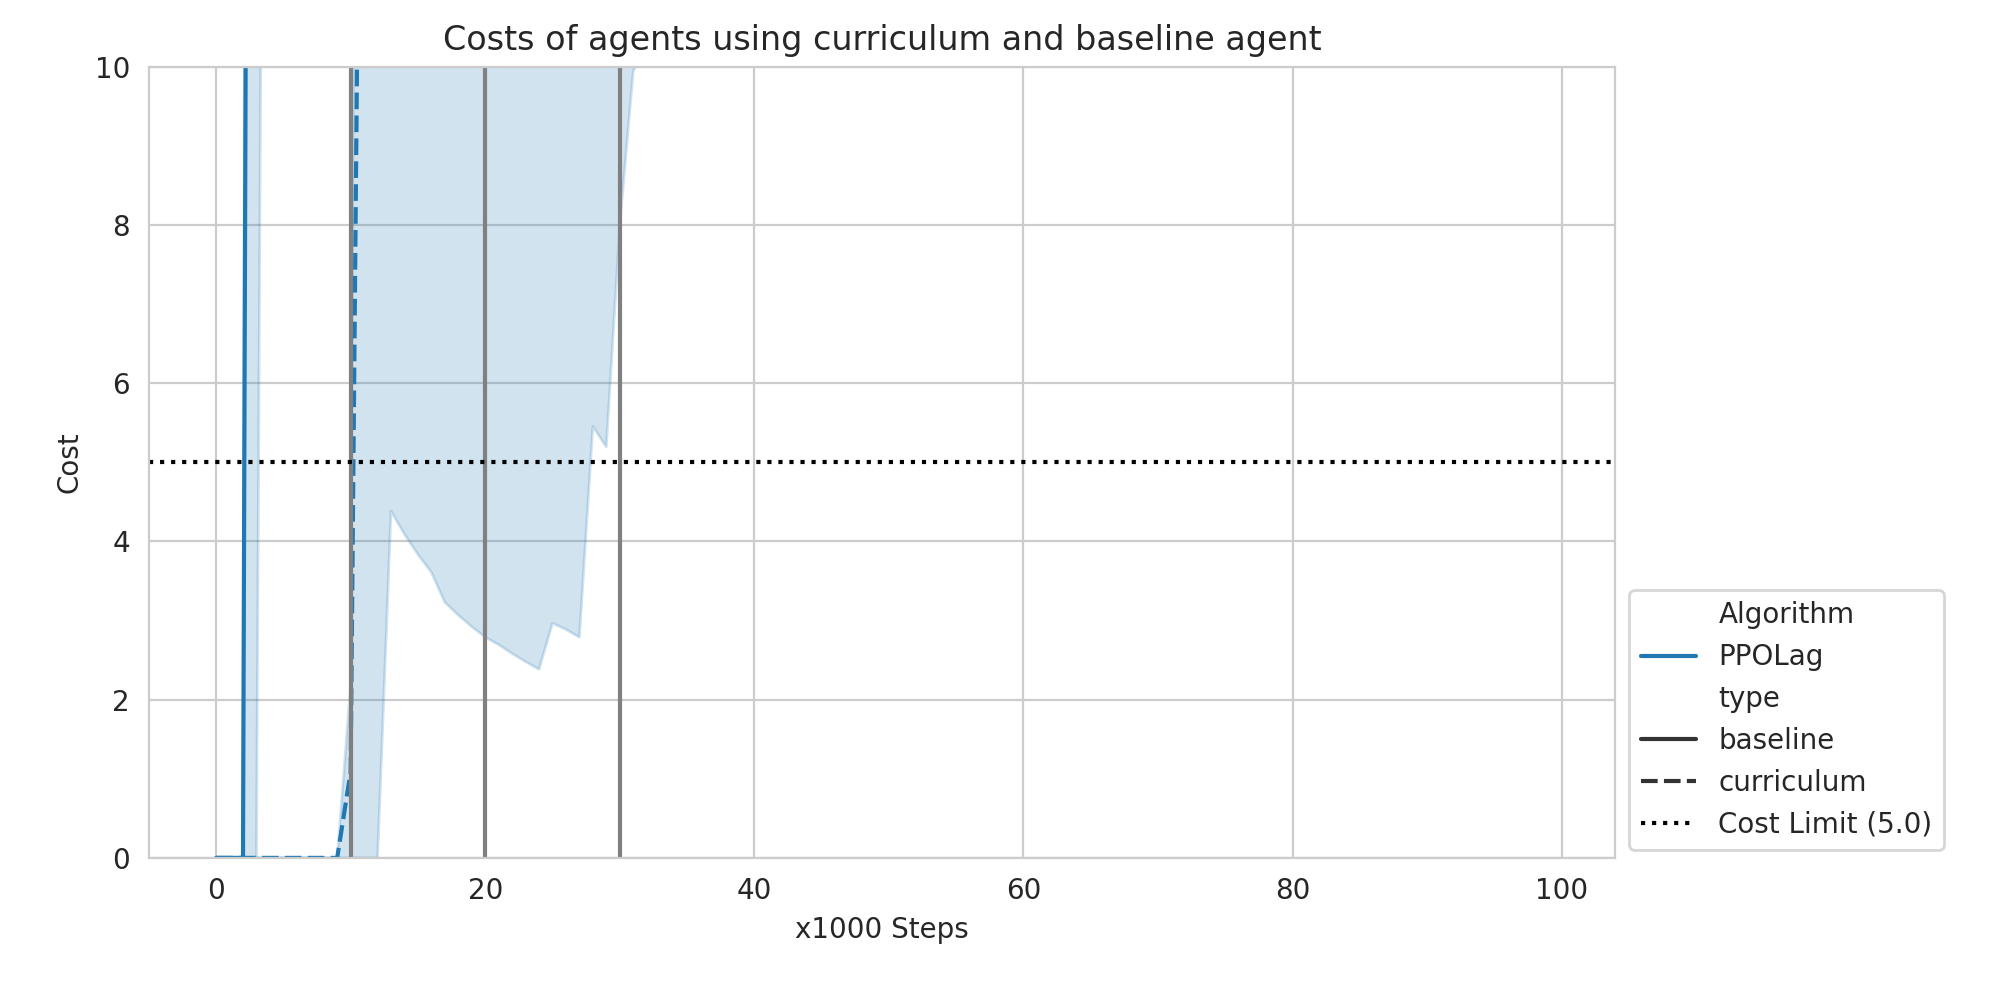 Costs of agents using curriculum and baseline agent
10
8
6
4
2
0
Cost
0 20 40 60 80 100
x1000 Steps
Algorithm
PPOLag
type
baseline
curriculum
Cost Limit (5.0)